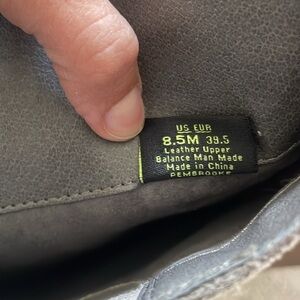 US EUR
8.5M 39.5
Leather Upper
Balance Man Made
Made in China
PEMBROOKE